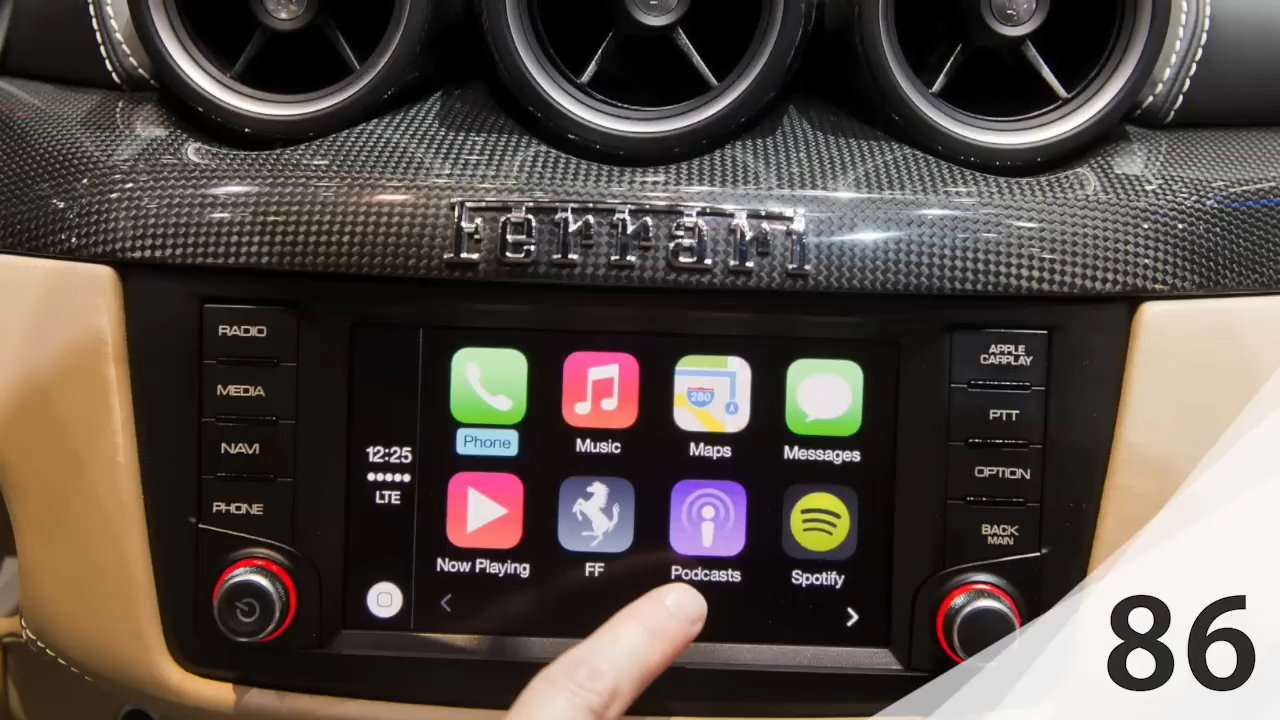 Ferrari
RADIO
MEDIA
NAVI
PHONE
12:25
LTE
Phone
Music
280
Maps
Messages
Now Playing
FF
Podcasts
Spotify
APPLE
CARPLAY
PTT
OPTION
BACK
MAIN
86